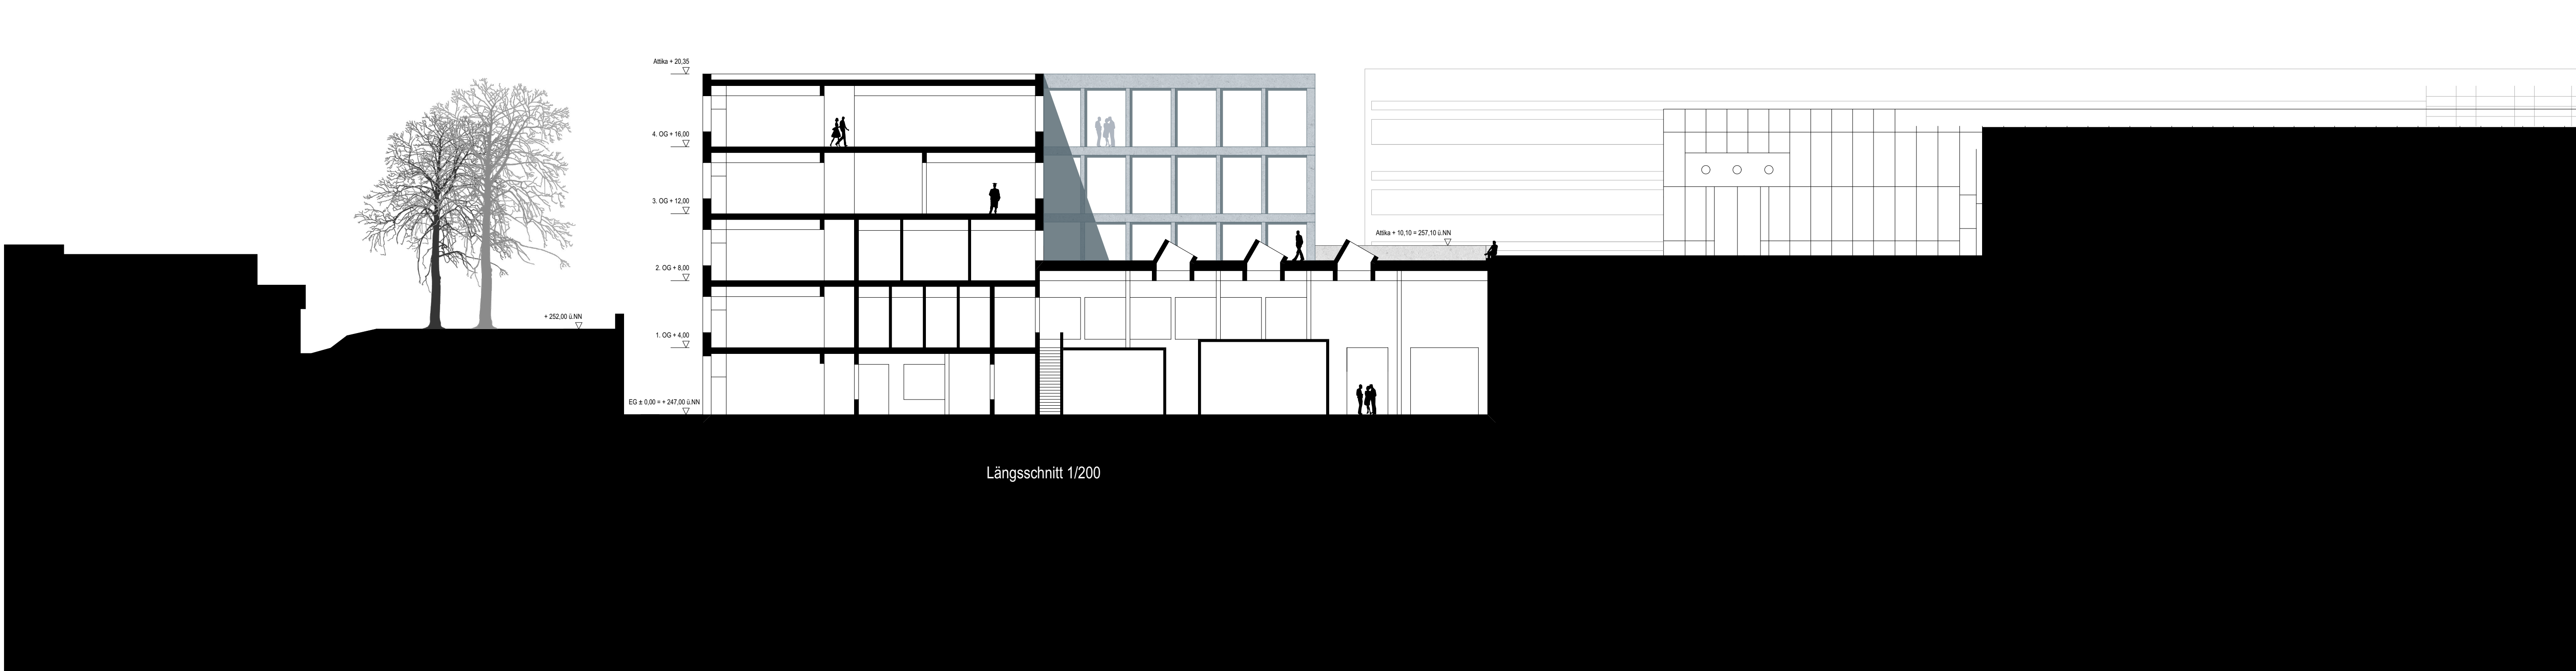 Attika + 20,35
4. OG + 16,00
3. OG + 12,00
Attika + 10,10 = 257,10 ü.NN
2. OG + 8,00
+ 252,00 ü.NN
1. OG + 4,00
EG ± 0,00 = + 247,00 ü.NN
Längsschnitt 1/200